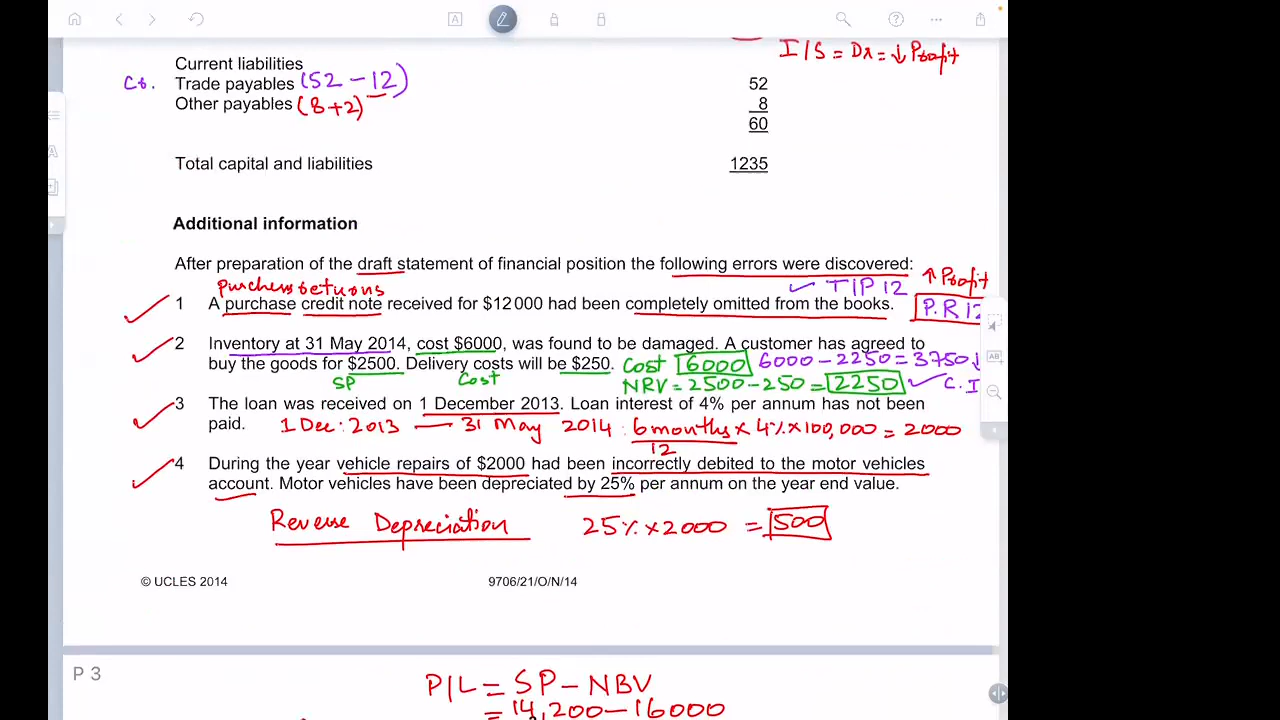 I/S = Dr = ↓ Profit
Current liabilities
Cr. Trade payables (52 - 12) 52
Other payables (8+2) 8
60
Total capital and liabilities 1235
Additional information
After preparation of the draft statement of financial position the following errors were discovered:
purchase returns ✓ T/P 12 ↑ Profit
1 A purchase credit note received for $12 000 had been completely omitted from the books. P.R 12
2 Inventory at 31 May 2014, cost $6000, was found to be damaged. A customer has agreed to
buy the goods for $2500. Delivery costs will be $250. Cost 6000 6000 - 2250 = 3750 ↓
SP Cost NRV = 2500 - 250 = 2250 ✓ C.I
3 The loan was received on 1 December 2013. Loan interest of 4% per annum has not been
paid. 1 Dec. 2013 — 31 May 2014 : 6 months × 4% × 100,000 = 2000
12
4 During the year vehicle repairs of $2000 had been incorrectly debited to the motor vehicles
account. Motor vehicles have been depreciated by 25% per annum on the year end value.
Reverse Depreciation 25% × 2000 = 500
© UCLES 2014 9706/21/O/N/14
P 3
P/L = SP - NBV
= 14,200 - 16000